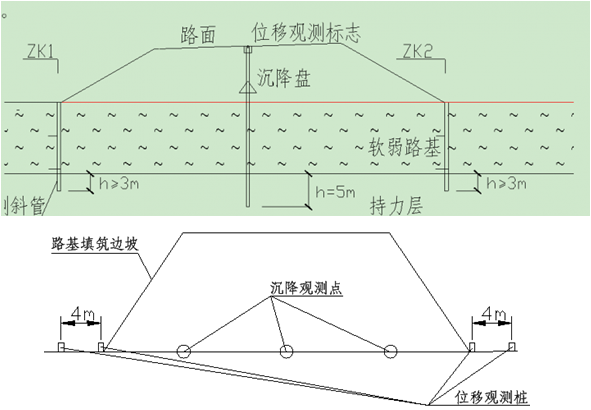 。
路面 位移观测标志
ZK1 ZK2
沉降盘
软弱路基
h≥3m h=5m h≥3m
测斜管 持力层
路基填筑边坡
沉降观测点
4m 4m
位移观测桩